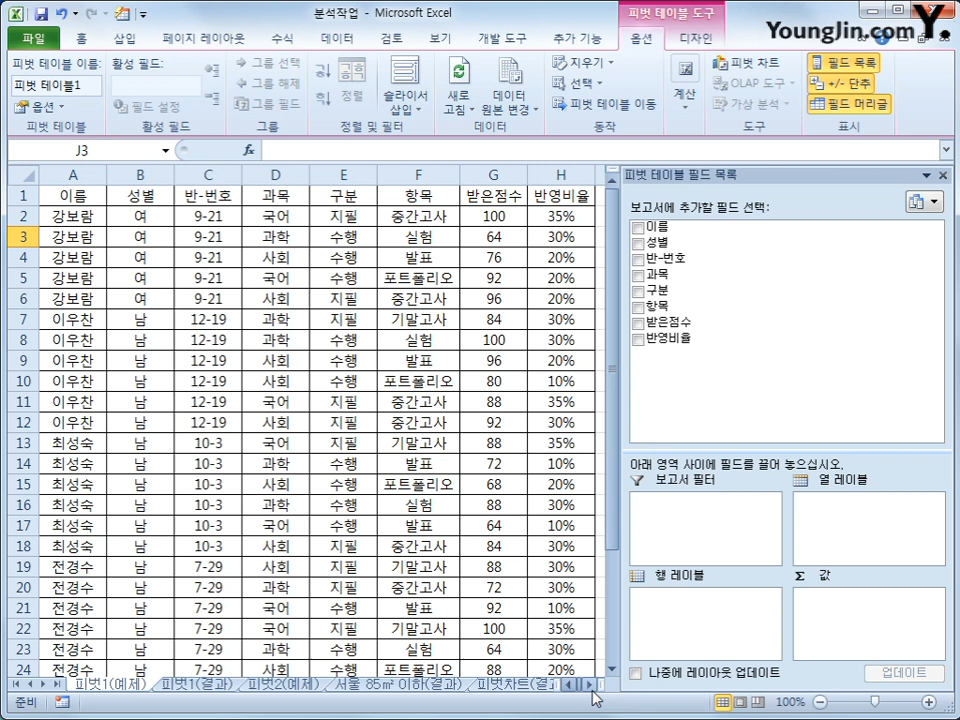 분석작업 - Microsoft Excel
피벗 테이블 도구
YoungJin.com Y.
파일 홈 삽입 페이지 레이아웃 수식 데이터 검토 보기 개발 도구 추가 기능 옵션 디자인
피벗 테이블 이름:
피벗 테이블1
옵션
피벗 테이블
활성 필드:
필드 설정
활성 필드
그룹 선택
그룹 해제
그룹 필드
그룹
정렬
슬라이서 삽입
정렬 및 필터
새로 고침
데이터 원본 변경
데이터
지우기
선택
피벗 테이블 이동
동작
계산
피벗 차트
OLAP 도구
가상 분석
도구
필드 목록
+/- 단추
필드 머리글
표시
J3 fx
A B C D E F G H
1 이름 성별 반-번호 과목 구분 항목 받은점수 반영비율
2 강보람 여 9-21 국어 지필 중간고사 100 35%
3 강보람 여 9-21 과학 수행 실험 64 30%
4 강보람 여 9-21 사회 수행 발표 76 20%
5 강보람 여 9-21 사회 수행 포트폴리오 92 20%
6 강보람 여 9-21 사회 지필 중간고사 96 20%
7 이우찬 남 12-19 과학 지필 기말고사 84 30%
8 이우찬 남 12-19 과학 수행 실험 100 30%
9 이우찬 남 12-19 사회 수행 발표 96 20%
10 이우찬 남 12-19 사회 수행 포트폴리오 80 10%
11 이우찬 남 12-19 국어 지필 중간고사 88 35%
12 이우찬 남 12-19 사회 지필 중간고사 92 30%
13 최성숙 남 10-3 국어 지필 기말고사 88 35%
14 최성숙 남 10-3 과학 수행 발표 72 10%
15 최성숙 남 10-3 사회 수행 포트폴리오 68 20%
16 최성숙 남 10-3 과학 수행 실험 88 30%
17 최성숙 남 10-3 국어 수행 발표 64 10%
18 최성숙 남 10-3 사회 지필 중간고사 84 30%
19 전경수 남 7-29 사회 지필 기말고사 88 30%
20 전경수 남 7-29 과학 지필 중간고사 72 30%
21 전경수 남 7-29 국어 수행 발표 92 10%
22 전경수 남 7-29 국어 지필 기말고사 100 35%
23 전경수 남 7-29 과학 수행 실험 64 30%
24 전경수 남 7-29 사회 수행 포트폴리오 88 20%
피벗 테이블 필드 목록
보고서에 추가할 필드 선택:
이름
성별
반-번호
과목
구분
항목
받은점수
반영비율
아래 영역 사이에 필드를 끌어 놓으십시오.
보고서 필터 열 레이블
행 레이블 Σ 값
나중에 레이아웃 업데이트 업데이트
피벗1(예제) 피벗1(결과) 피벗2(예제) 서울 85㎡ 이하(결과)
준비 100%